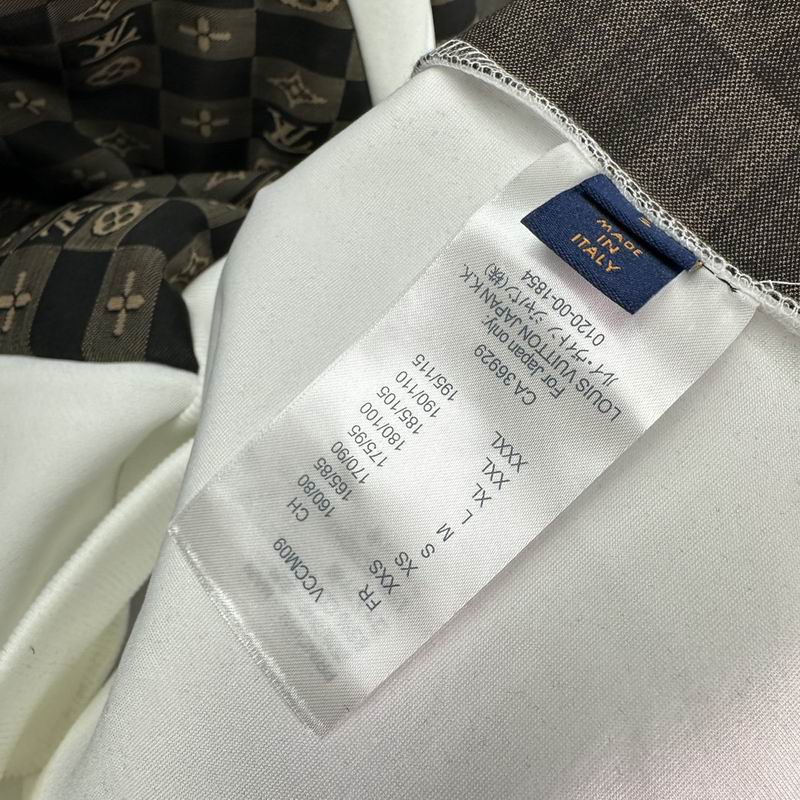 MADE
IN
ITALY
VCCM09
FR CH
XXS 160/80
XS 165/85
S 170/90
M 175/95
L 180/100
XL 185/105
XXL 190/110
XXXL 195/115
CA 36929
For Japan only.
LOUIS VUITTON JAPAN K.K.
ルイ・ヴィトン ジャパン(株)
0120-00-1854